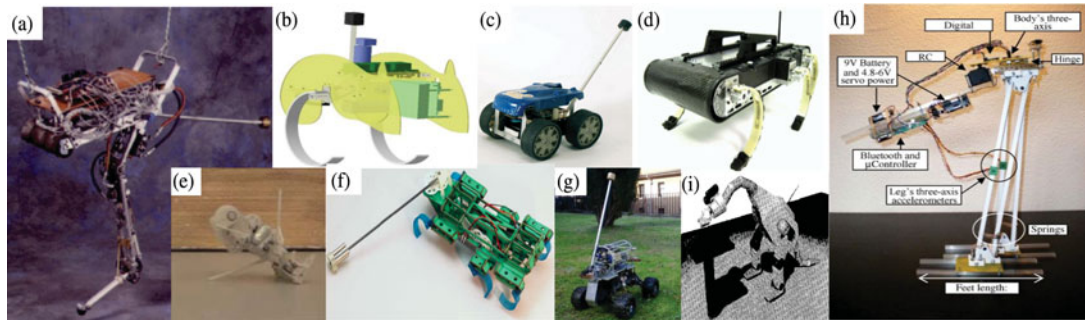 (a)
(b)
(c)
(d)
(e)
(f)
(g)
(i)
(h)
Digital
Body's three-
axis
RC
9V Battery
and 4.8-6V
servo power
Hinge
Bluetooth and
µController
Leg's three-axis
accelerometers
Springs
Feet length: